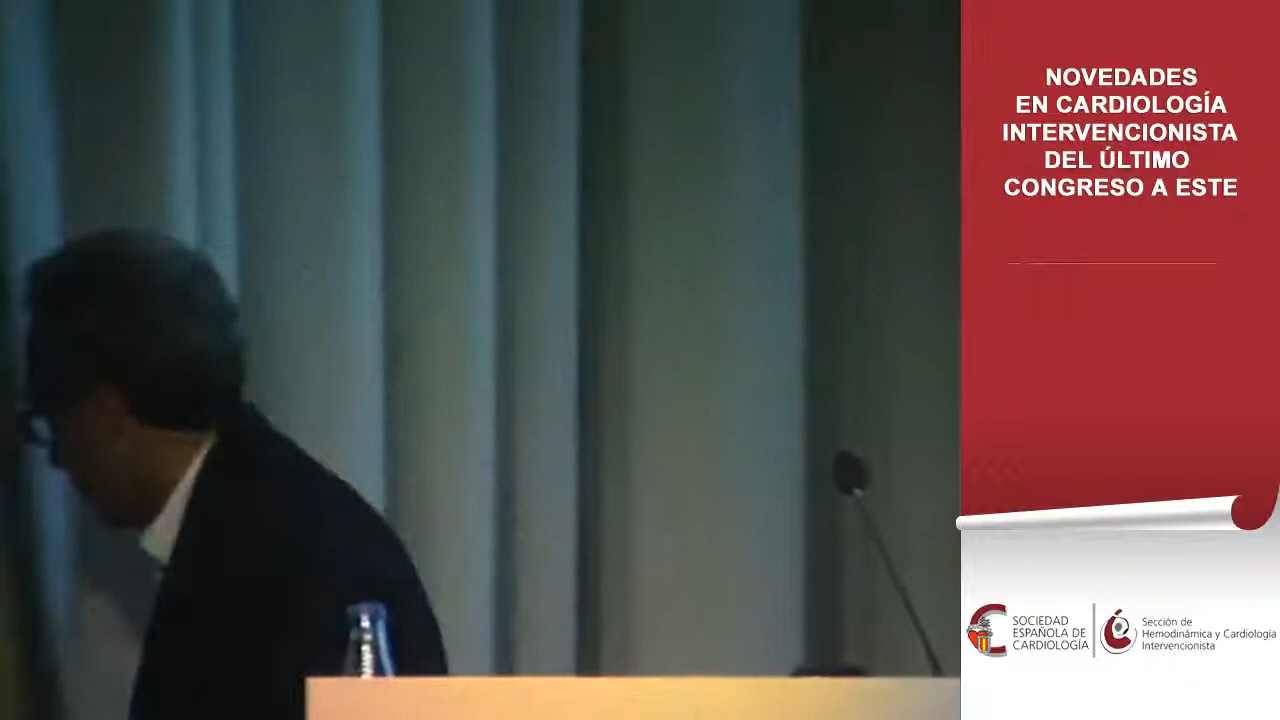 NOVEDADES
EN CARDIOLOGÍA
INTERVENCIONISTA
DEL ÚLTIMO
CONGRESO A ESTE
SOCIEDAD
ESPAÑOLA DE
CARDIOLOGÍA
Sección de
Hemodinámica y Cardiología
Intervencionista